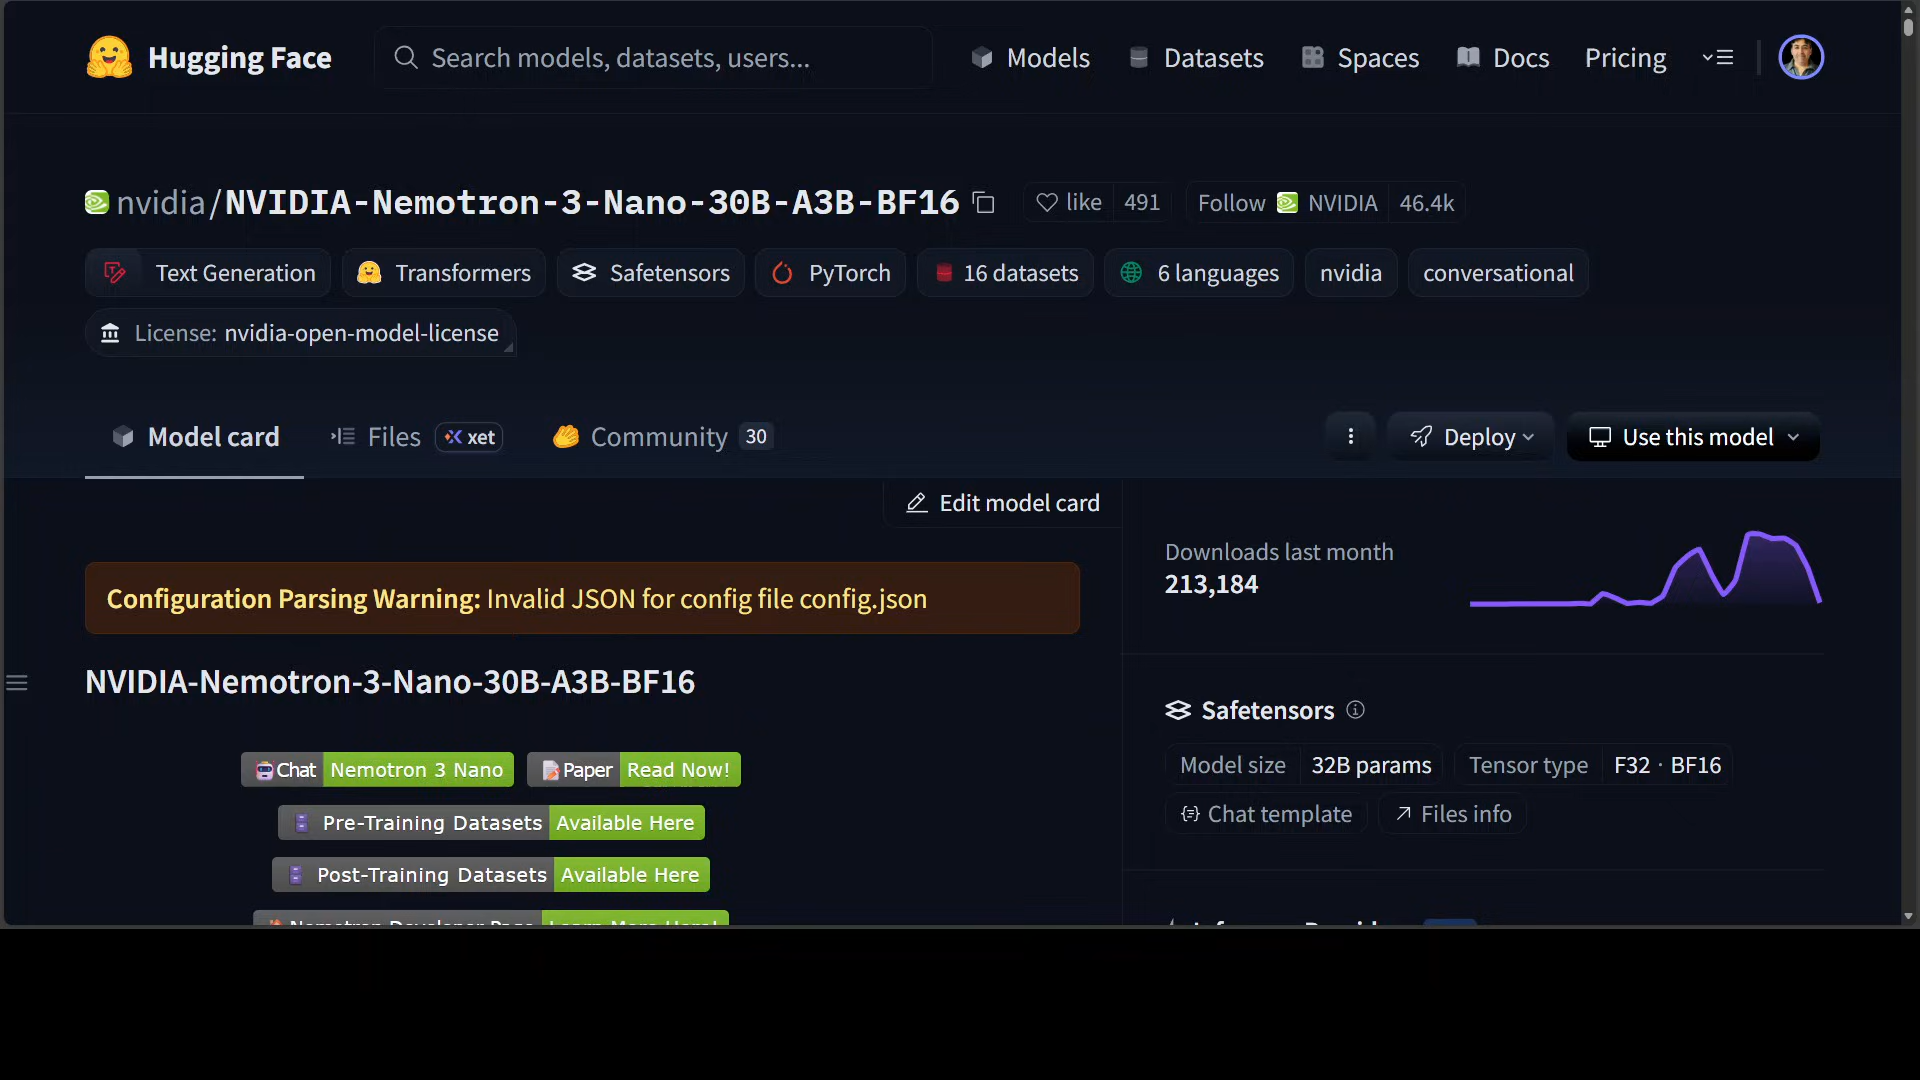 Hugging Face
Search models, datasets, users...
Models
Datasets
Spaces
Docs
Pricing
nvidia/NVIDIA-Nemotron-3-Nano-30B-A3B-BF16
like 491
Follow NVIDIA 46.4k
Text Generation
Transformers
Safetensors
PyTorch
16 datasets
6 languages
nvidia
conversational
License: nvidia-open-model-license
Model card
Files xet
Community 30
Deploy
Use this model
Edit model card
Configuration Parsing Warning: Invalid JSON for config file config.json
NVIDIA-Nemotron-3-Nano-30B-A3B-BF16
Chat Nemotron 3 Nano
Paper Read Now!
Pre-Training Datasets Available Here
Post-Training Datasets Available Here
Downloads last month
213,184
Safetensors
Model size 32B params
Tensor type F32 · BF16
Chat template
Files info